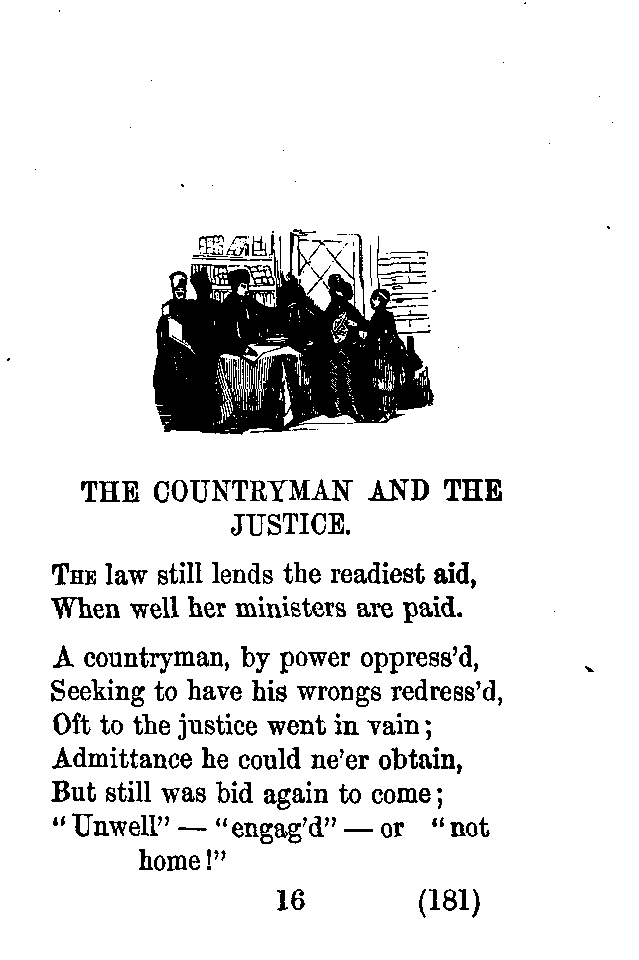 THE COUNTRYMAN AND THE
JUSTICE.
THE law still lends the readiest aid,
When well her ministers are paid.
A countryman, by power oppress'd,
Seeking to have his wrongs redress'd,
Oft to the justice went in vain;
Admittance he could ne'er obtain,
But still was bid again to come;
"Unwell" — "engag'd" — or "not
home!"
16 (181)